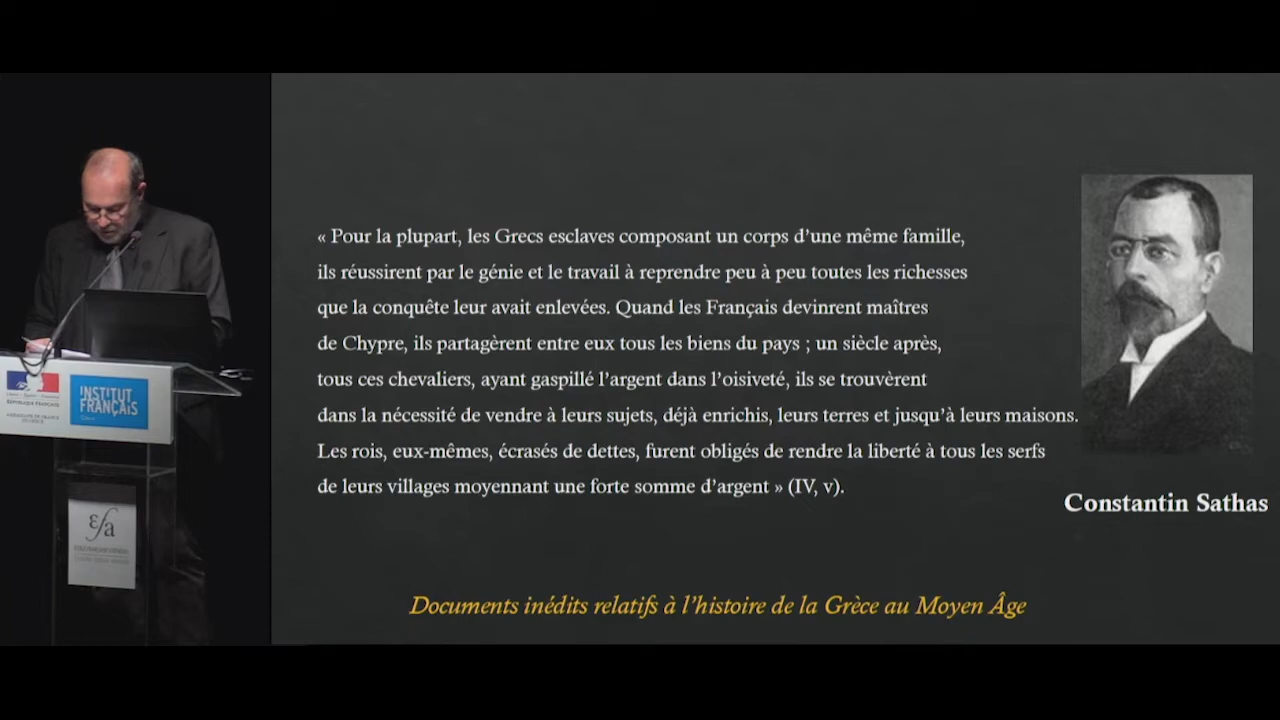 « Pour la plupart, les Grecs esclaves composant un corps d’une même famille,
ils réussirent par le génie et le travail à reprendre peu à peu toutes les richesses
que la conquête leur avait enlevées. Quand les Français devinrent maîtres
de Chypre, ils partagèrent entre eux tous les biens du pays ; un siècle après,
tous ces chevaliers, ayant gaspillé l’argent dans l’oisiveté, ils se trouvèrent
dans la nécessité de vendre à leurs sujets, déjà enrichis, leurs terres et jusqu’à leurs maisons.
Les rois, eux-mêmes, écrasés de dettes, furent obligés de rendre la liberté à tous les serfs
de leurs villages moyennant une forte somme d’argent » (IV, v).
Constantin Sathas
Documents inédits relatifs à l’histoire de la Grèce au Moyen Âge
RÉPUBLIQUE FRANÇAISE
INSTITUT
FRANÇAIS
εfa